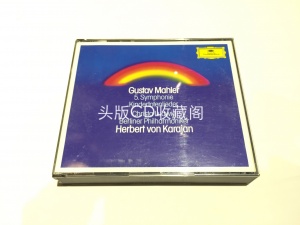 Gustav Mahler
5. Symphonie
Kindertotenlieder
头版CD收藏阁
Berliner Philharmoniker
Herbert von Karajan